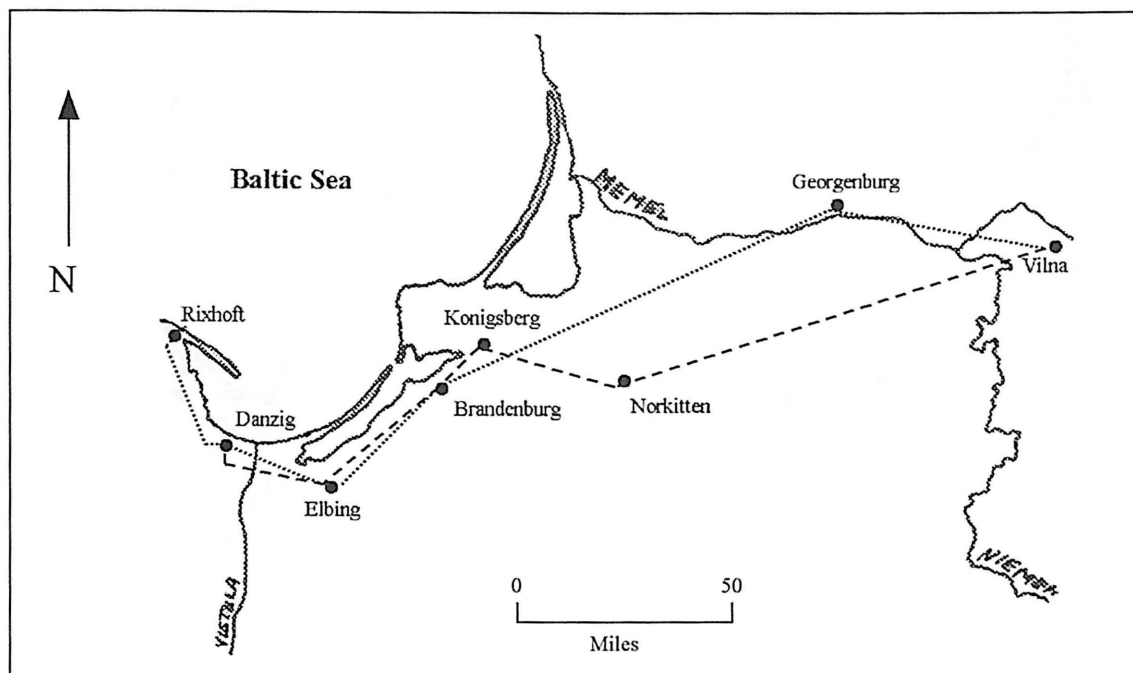 Baltic Sea
N
MEMEL
Georgenburg
Vilna
Rixhoft
Konigsberg
Danzig
Brandenburg
Norkitten
Elbing
VISTULA
NIEMEN
0 50
Miles